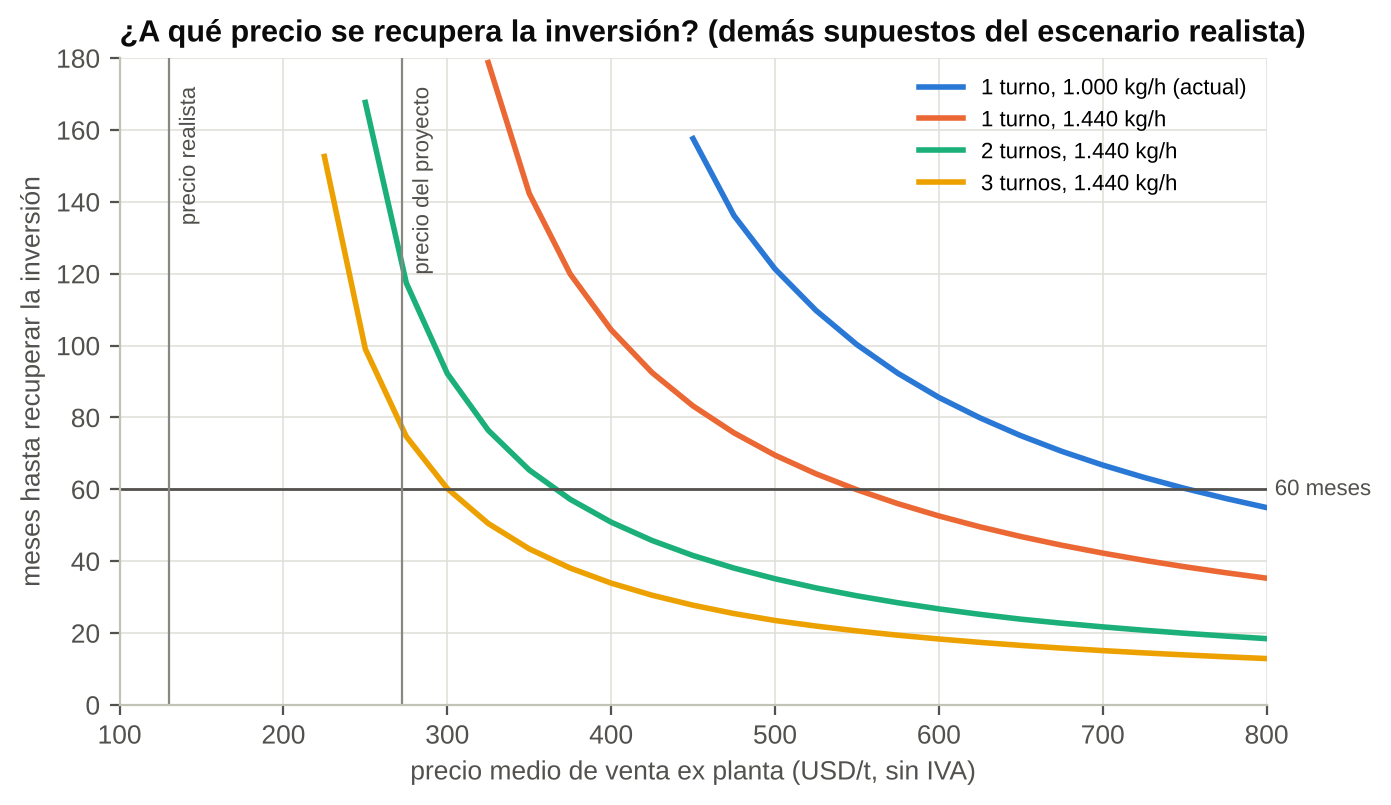 ¿A qué precio se recupera la inversión? (demás supuestos del escenario realista)
180
160
140
120
100
80
60
40
20
0
meses hasta recuperar la inversión
precio realista
precio del proyecto
1 turno, 1.000 kg/h (actual)
1 turno, 1.440 kg/h
2 turnos, 1.440 kg/h
3 turnos, 1.440 kg/h
60 meses
100 200 300 400 500 600 700 800
precio medio de venta ex planta (USD/t, sin IVA)